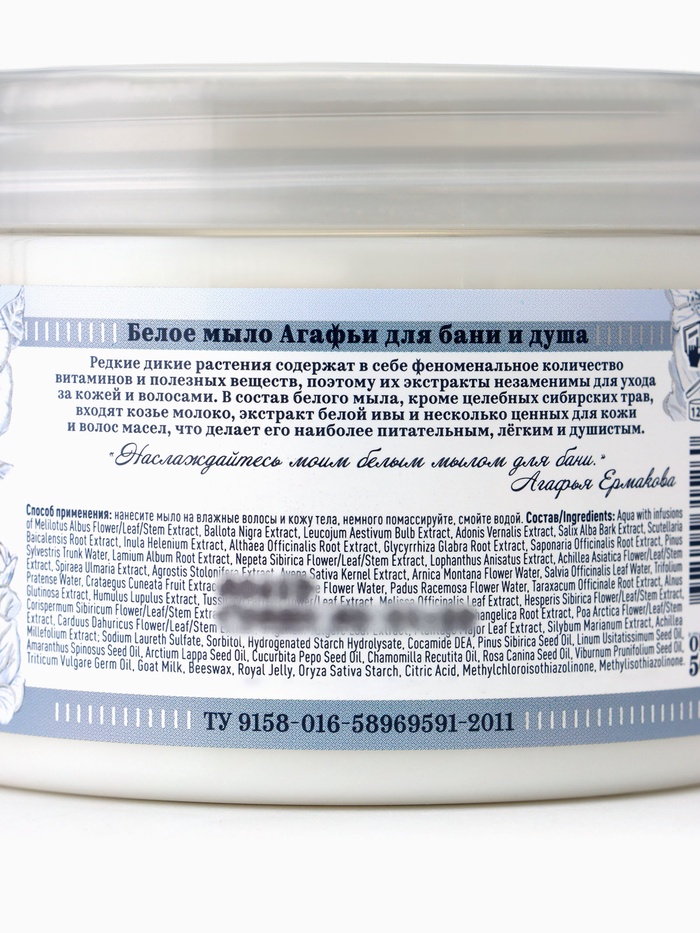 Белое мыло Агафьи для бани и душа
Редкие дикие растения содержат в себе феноменальное количество
витаминов и полезных веществ, поэтому их экстракты незаменимы для ухода
за кожей и волосами. В состав белого мыла, кроме целебных сибирских трав,
входят козье молоко, экстракт белой ивы и несколько ценных для кожи
и волос масел, что делает его наиболее питательным, лёгким и душистым.
"Наслаждайтесь моим белым мылом для бани."
Агафья Ермакова
12
Способ применения: нанесите мыло на влажные волосы и кожу тела, немного помассируйте, смойте водой. Состав/Ingredients: Aqua with infusions
of Melilotus Albus Flower/Leaf/Stem Extract, Ballota Nigra Extract, Leucojum Aestivum Bulb Extract, Adonis Vernalis Extract, Salix Alba Bark Extract, Scutellaria
Baicalensis Root Extract, Inula Helenium Extract, Althaea Officinalis Root Extract, Glycyrrhiza Glabra Root Extract, Saponaria Officinalis Root Extract, Pinus
Sylvestris Trunk Water, Lamium Album Root Extract, Nepeta Sibirica Flower/Leaf/Stem Extract, Lophanthus Anisatus Extract, Achillea Asiatica Flower/Leaf/Stem
Extract, Spiraea Ulmaria Extract, Agrostis Stolonifera Extract, Avena Sativa Kernel Extract, Arnica Montana Flower Water, Salvia Officinalis Leaf Water, Trifolium
Pratense Water, Crataegus Cuneata Fruit Extract Flower Water, Padus Racemosa Flower Water, Taraxacum Officinale Root Extract, Alnus
Glutinosa Extract, Humulus Lupulus Extract, Leaf Extract, Melissa Officinalis Leaf Extract, Hesperis Sibirica Flower/Leaf/Stem Extract,
Corispermum Sibiricum Flower/Leaf/Stem Root Extract, Poa Arctica Flower/Leaf/Stem
Extract, Carduus Dahuricus Flower/Leaf/Stem Leaf Extract, Silybum Marianum Extract, Achillea
Millefolium Extract; Sodium Laureth Sulfate, Sorbitol, Hydrogenated Starch Hydrolysate, Cocamide DEA, Pinus Sibirica Seed Oil, Linum Usitatissimum Seed Oil,
Amaranthus Spinosus Seed Oil, Arctium Lappa Seed Oil, Cucurbita Pepo Seed Oil, Chamomilla Recutita Oil, Rosa Canina Seed Oil, Viburnum Prunifolium Seed Oil,
Triticum Vulgare Germ Oil, Goat Milk, Beeswax, Royal Jelly, Oryza Sativa Starch, Citric Acid, Methylchloroisothiazolinone, Methylisothiazolinone.
ТУ 9158-016-58969591-2011